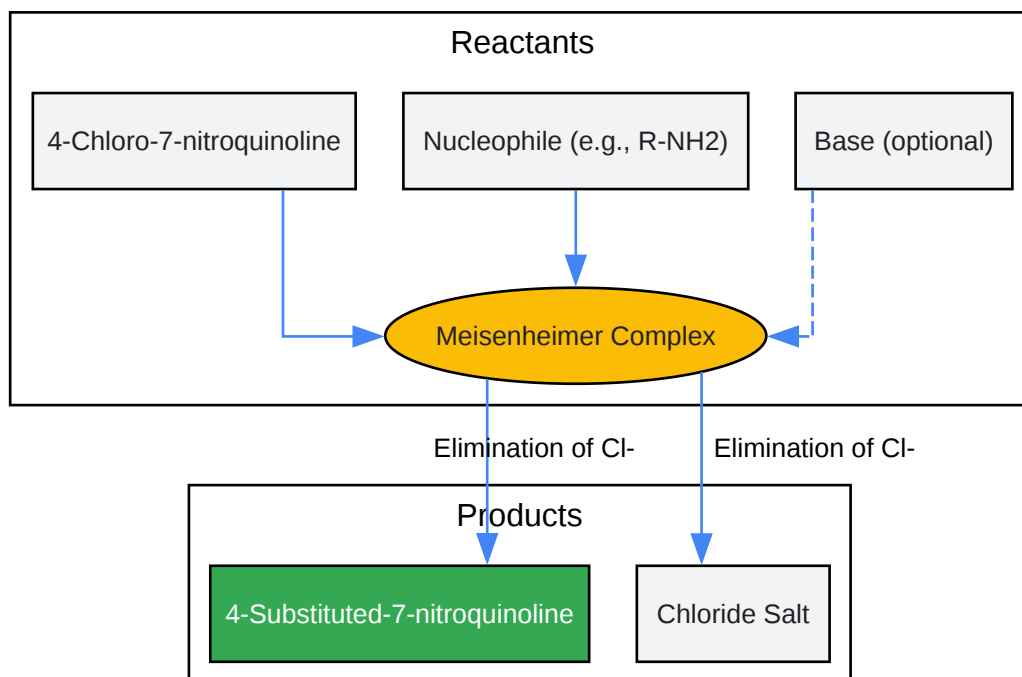 Reactants
4-Chloro-7-nitroquinoline
Nucleophile (e.g., R-NH2)
Base (optional)
Meisenheimer Complex
Elimination of Cl-
Elimination of Cl-
Products
4-Substituted-7-nitroquinoline
Chloride Salt